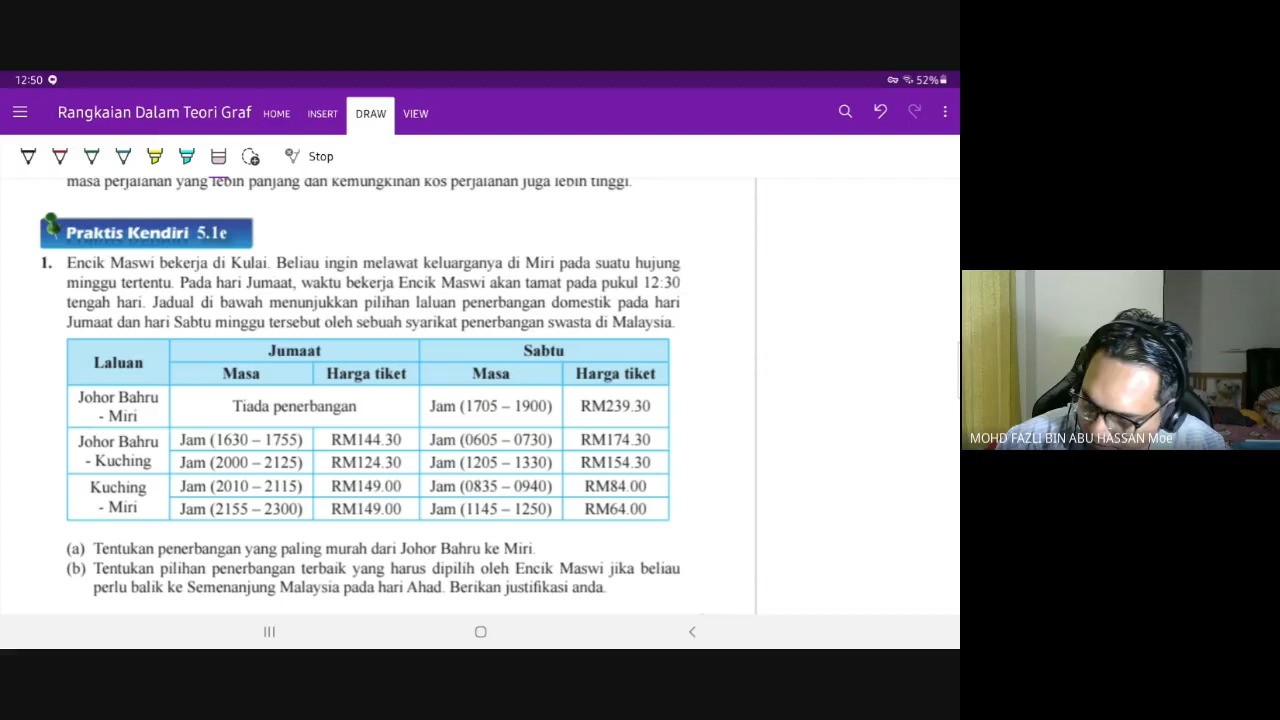 12:50
52%
Rangkaian Dalam Teori Graf HOME INSERT DRAW VIEW
Stop
masa perjalanan yang lebih panjang dan kemungkinan kos perjalanan juga lebih tinggi.
Praktis Kendiri 5.1e
1. Encik Maswi bekerja di Kulai. Beliau ingin melawat keluarganya di Miri pada suatu hujung
minggu tertentu. Pada hari Jumaat, waktu bekerja Encik Maswi akan tamat pada pukul 12:30
tengah hari. Jadual di bawah menunjukkan pilihan laluan penerbangan domestik pada hari
Jumaat dan hari Sabtu minggu tersebut oleh sebuah syarikat penerbangan swasta di Malaysia.
Laluan Jumaat Sabtu
Masa Harga tiket Masa Harga tiket
Johor Bahru - Miri Tiada penerbangan Jam (1705 – 1900) RM239.30
Johor Bahru - Kuching Jam (1630 – 1755) RM144.30 Jam (0605 – 0730) RM174.30
Jam (2000 – 2125) RM124.30 Jam (1205 – 1330) RM154.30
Kuching - Miri Jam (2010 – 2115) RM149.00 Jam (0835 – 0940) RM84.00
Jam (2155 – 2300) RM149.00 Jam (1145 – 1250) RM64.00
(a) Tentukan penerbangan yang paling murah dari Johor Bahru ke Miri.
(b) Tentukan pilihan penerbangan terbaik yang harus dipilih oleh Encik Maswi jika beliau
perlu balik ke Semenanjung Malaysia pada hari Ahad. Berikan justifikasi anda.
MOHD FAZLI BIN ABU HASSAN Moe